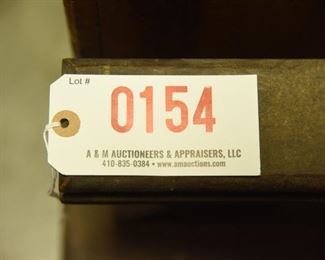 Lot #
0154
A & M AUCTIONEERS & APPRAISERS, LLC
410-835-0384 • www.amauctions.com